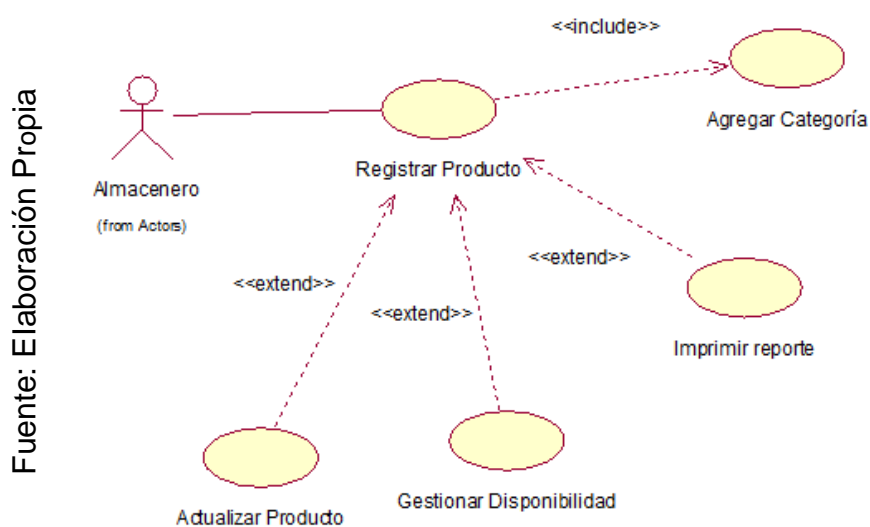 <<include>>
Agregar Categoría
Registrar Producto
Almacenero
(from Actors)
<<extend>>
<<extend>>
<<extend>>
Imprimir reporte
Gestionar Disponibilidad
Actualizar Producto
Fuente: Elaboración Propia